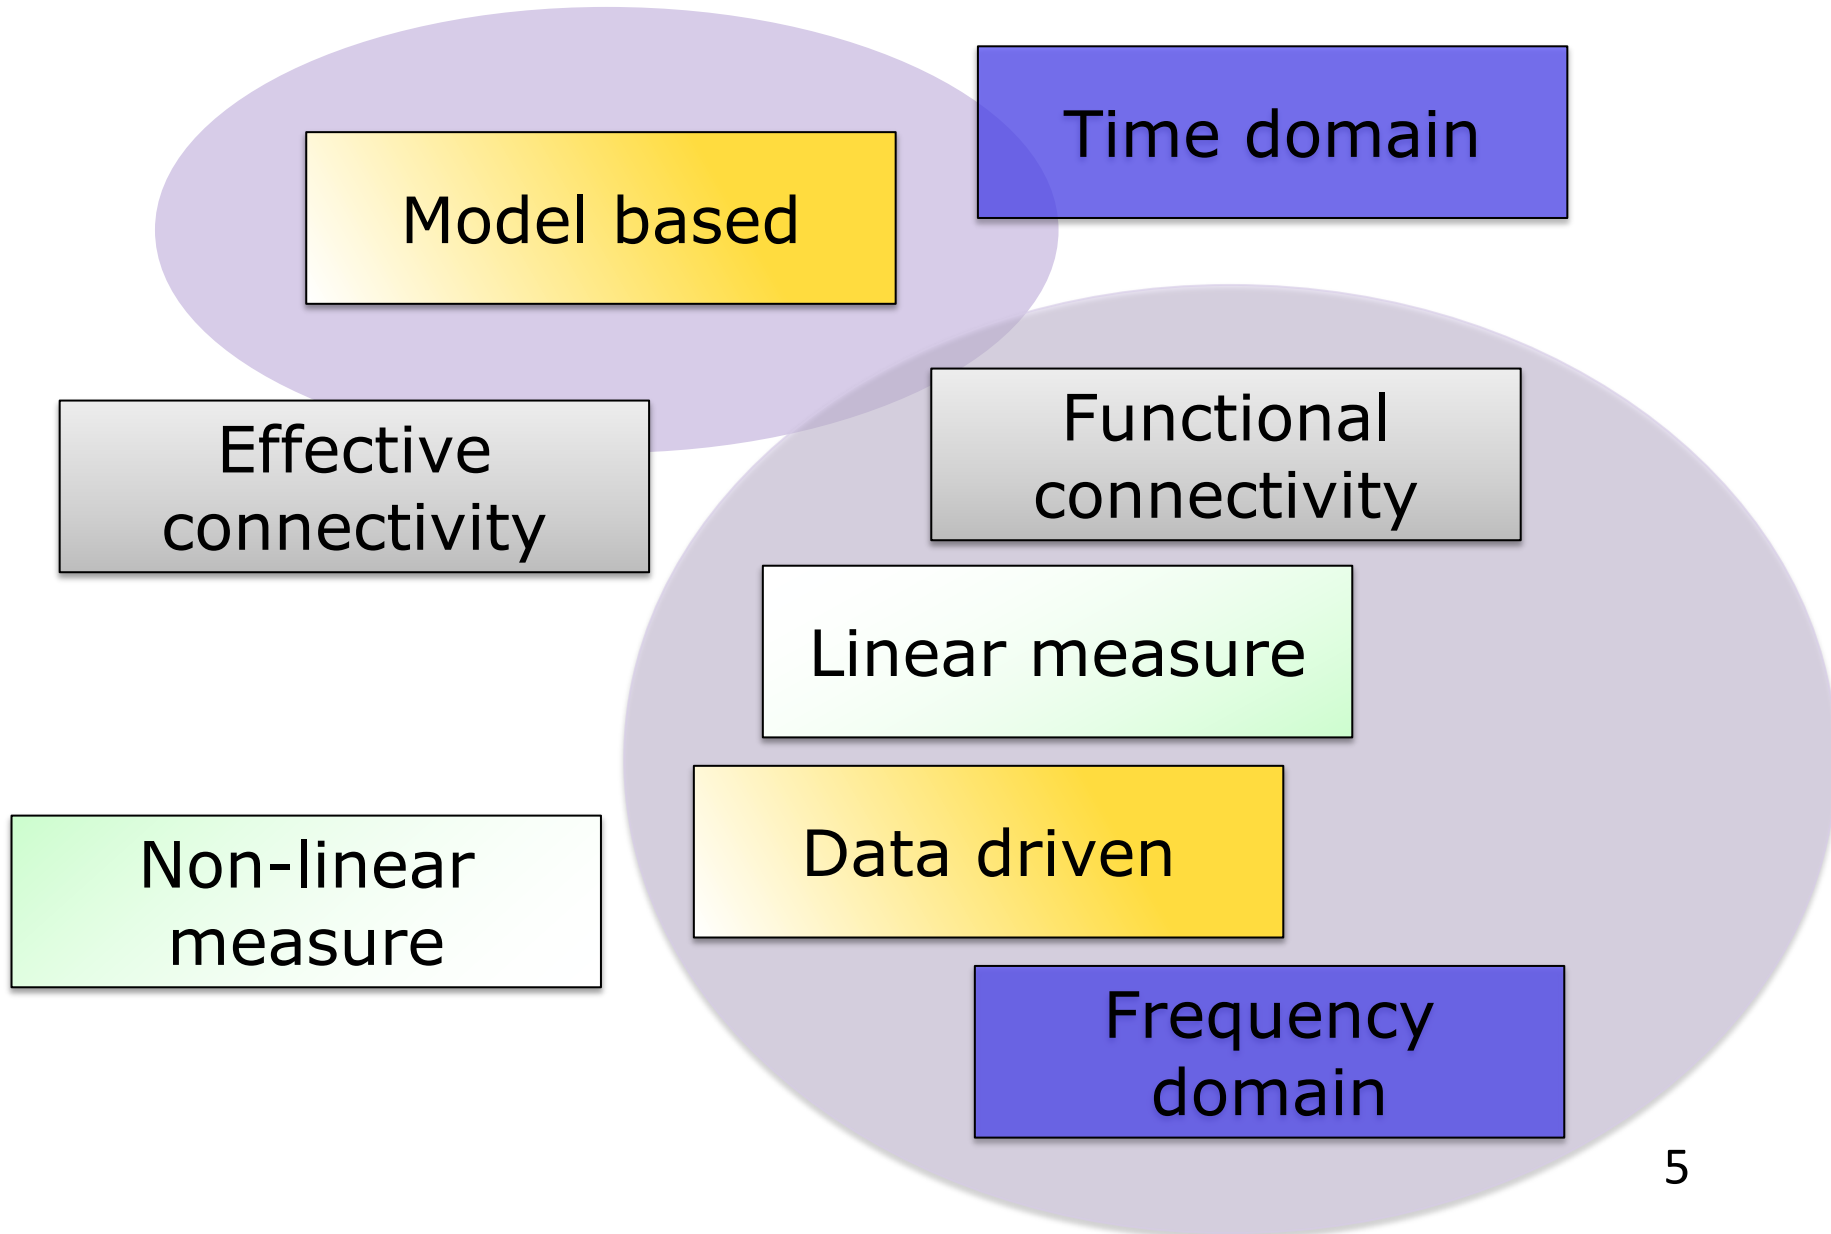 Time domain
Model based
Functional
connectivity
Effective
connectivity
Linear measure
Data driven
Non-linear
measure
Frequency
domain
5